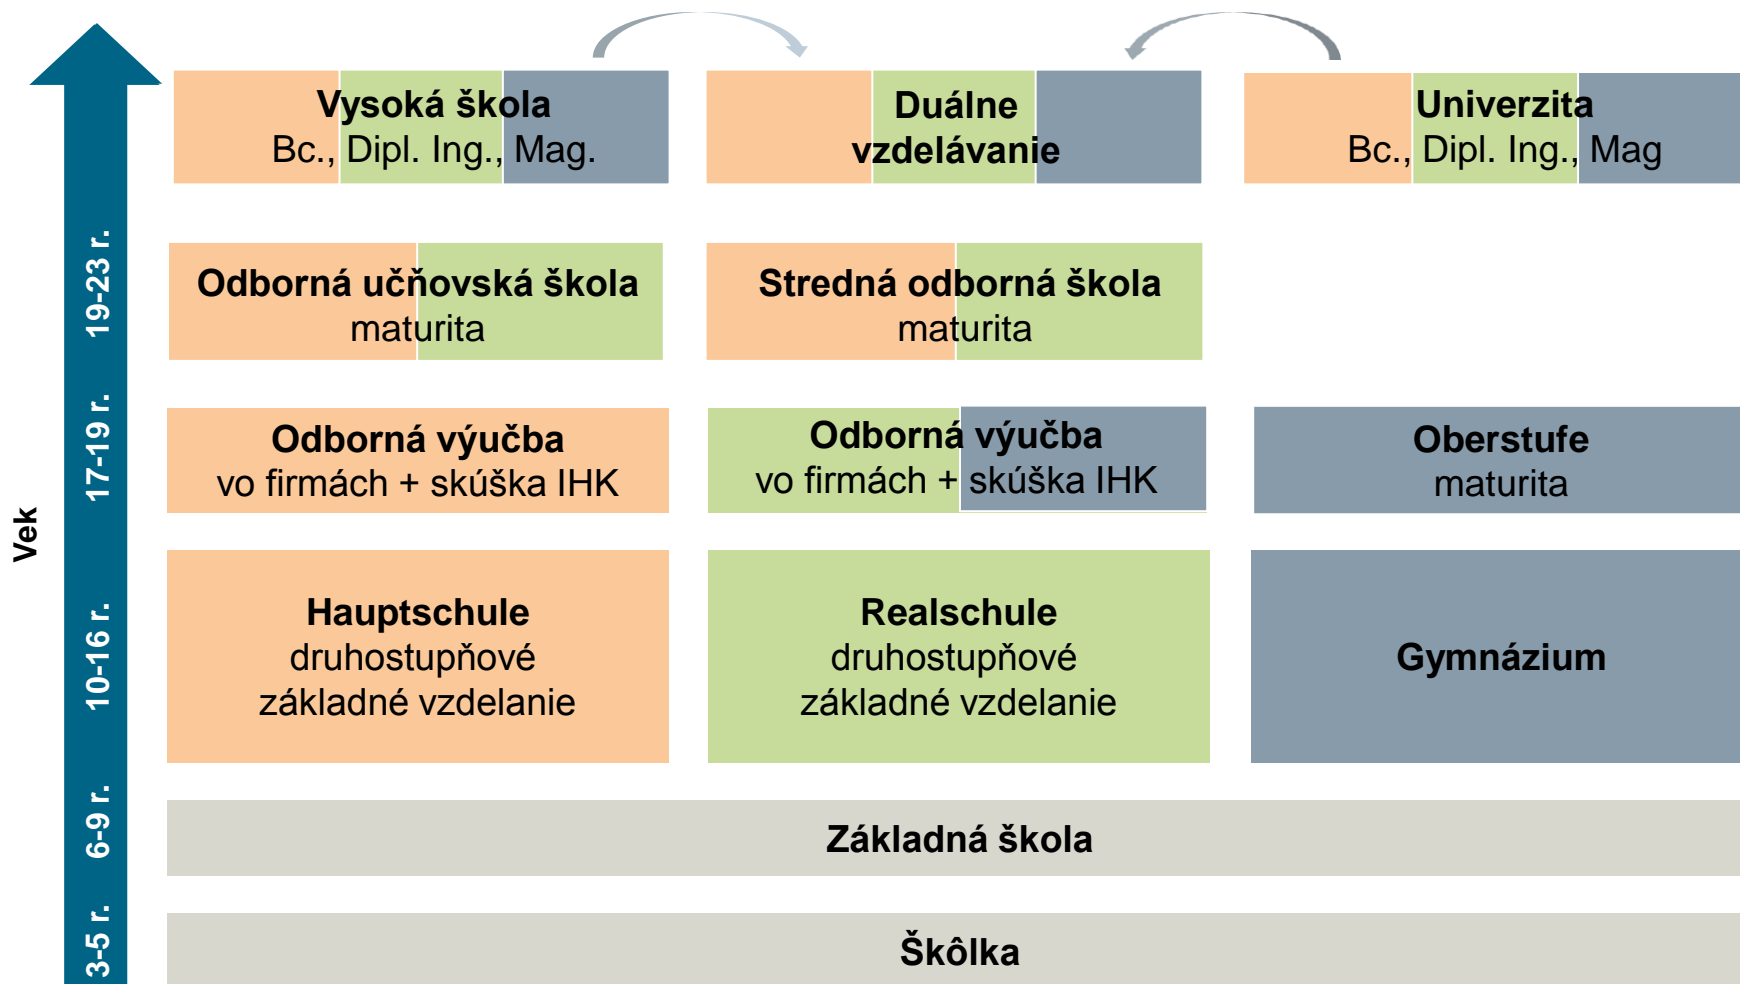 Vysoká škola
Bc., Dipl. Ing., Mag.
Duálne
vzdelávanie
Univerzita
Bc., Dipl. Ing., Mag
19-23 r.
Odborná učňovská škola
maturita
Stredná odborná škola
maturita
17-19 r.
Odborná výučba
vo firmách + skúška IHK
Odborná výučba
vo firmách + skúška IHK
Oberstufe
maturita
Vek
10-16 r.
Hauptschule
druhostupňové
základné vzdelanie
Realschule
druhostupňové
základné vzdelanie
Gymnázium
6-9 r.
Základná škola
3-5 r.
Škôlka